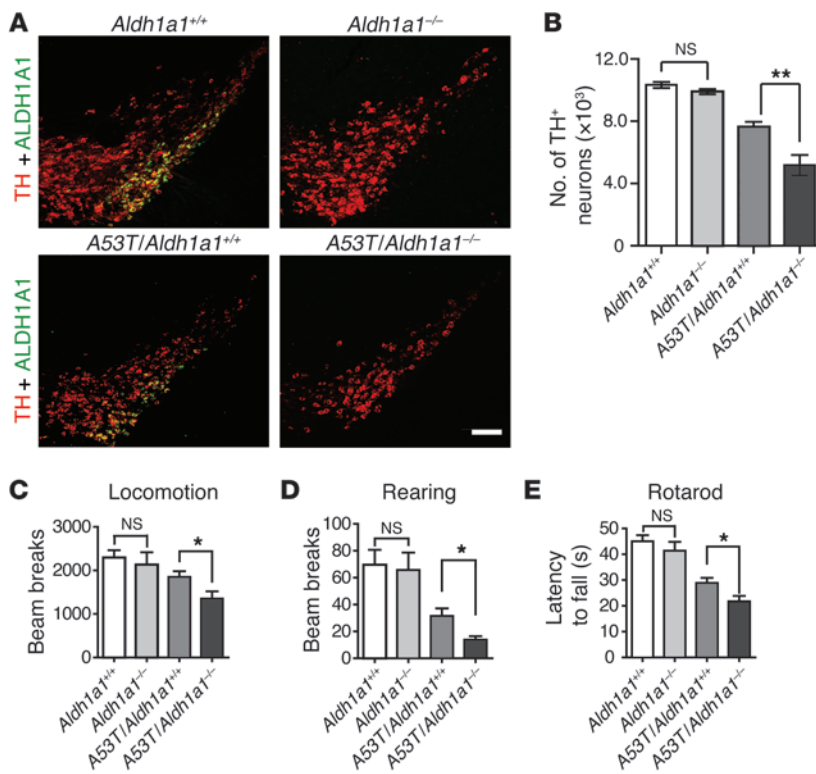 A
Aldh1a1+/+
Aldh1a1–/–
TH + ALDH1A1
A53T/Aldh1a1+/+
A53T/Aldh1a1–/–
TH + ALDH1A1
B
No. of TH+
neurons (×10³)
12.0
8.0
4.0
0
NS
**
Aldh1a1+/+
Aldh1a1–/–
A53T/Aldh1a1+/+
A53T/Aldh1a1–/–
C
Locomotion
Beam breaks
3000
2000
1000
0
NS
*
Aldh1a1+/+
Aldh1a1–/–
A53T/Aldh1a1+/+
A53T/Aldh1a1–/–
D
Rearing
Beam breaks
80
60
40
20
0
NS
*
Aldh1a1+/+
Aldh1a1–/–
A53T/Aldh1a1+/+
A53T/Aldh1a1–/–
E
Rotarod
Latency
to fall (s)
50
40
30
20
10
0
NS
*
Aldh1a1+/+
Aldh1a1–/–
A53T/Aldh1a1+/+
A53T/Aldh1a1–/–